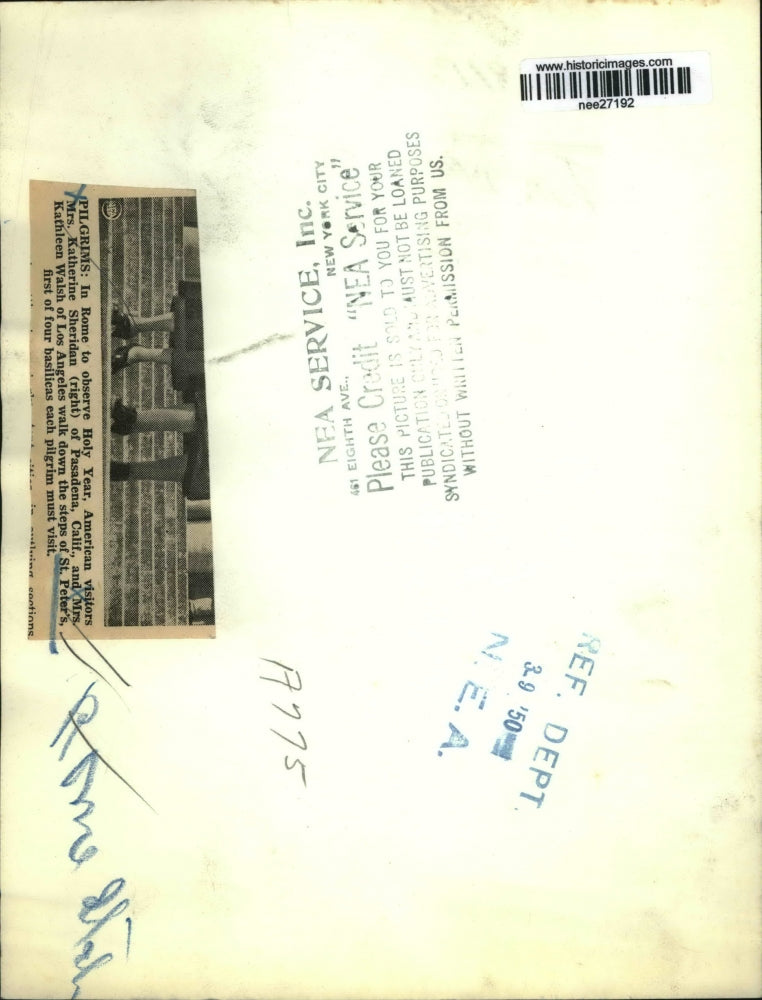 www.historicimages.com
nee27192
PILGRIMS: In Rome to observe Holy Year, American visitors
Mrs. Katherine Sheridan (right) of Pasadena, Calif., and Mrs.
Kathleen Walsh of Los Angeles walk down the steps of St. Peter's,
first of four basilicas each pilgrim must visit.
in outlying sections.
NEA SERVICE, Inc.
461 EIGHTH AVE., NEW YORK CITY
Please Credit "NEA Service"
THIS PICTURE IS SOLD TO YOU FOR YOUR
PUBLICATION ONLY AND MUST NOT BE LOANED
SYNDICATED OR USED FOR ADVERTISING PURPOSES
WITHOUT WRITTEN PERMISSION FROM US.
REF. DEPT.
29 '50
N.E.A.